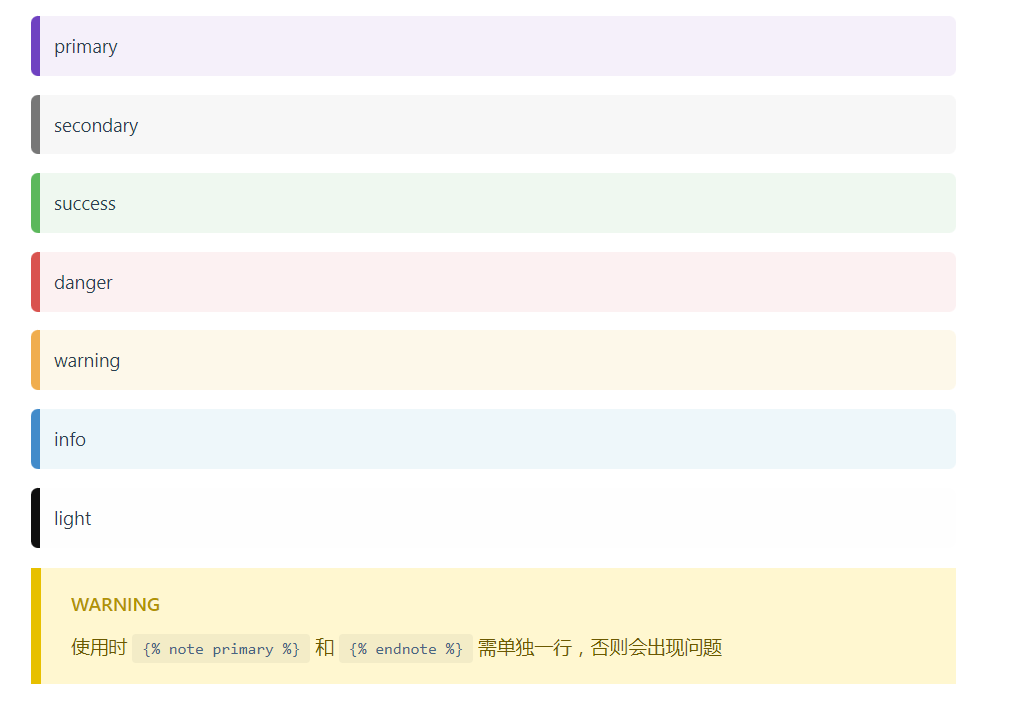 primary
secondary
success
danger
warning
info
light
WARNING
使用时 {% note primary %} 和 {% endnote %} 需单独一行，否则会出现问题